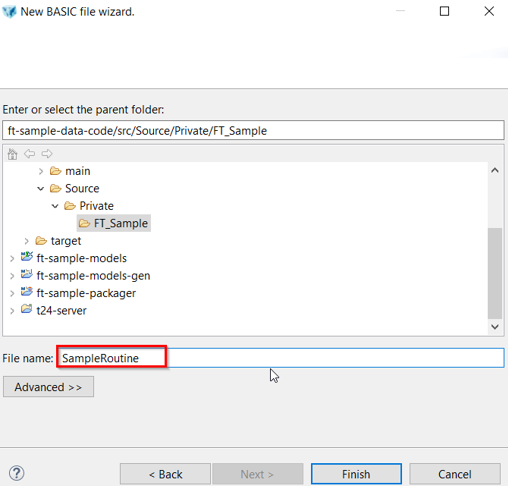 New BASIC file wizard.
Enter or select the parent folder:
ft-sample-data-code/src/Source/Private/FT_Sample
main
Source
Private
FT_Sample
target
ft-sample-models
ft-sample-models-gen
ft-sample-packager
t24-server
File name: SampleRoutine
Advanced >>
? < Back Next > Finish Cancel